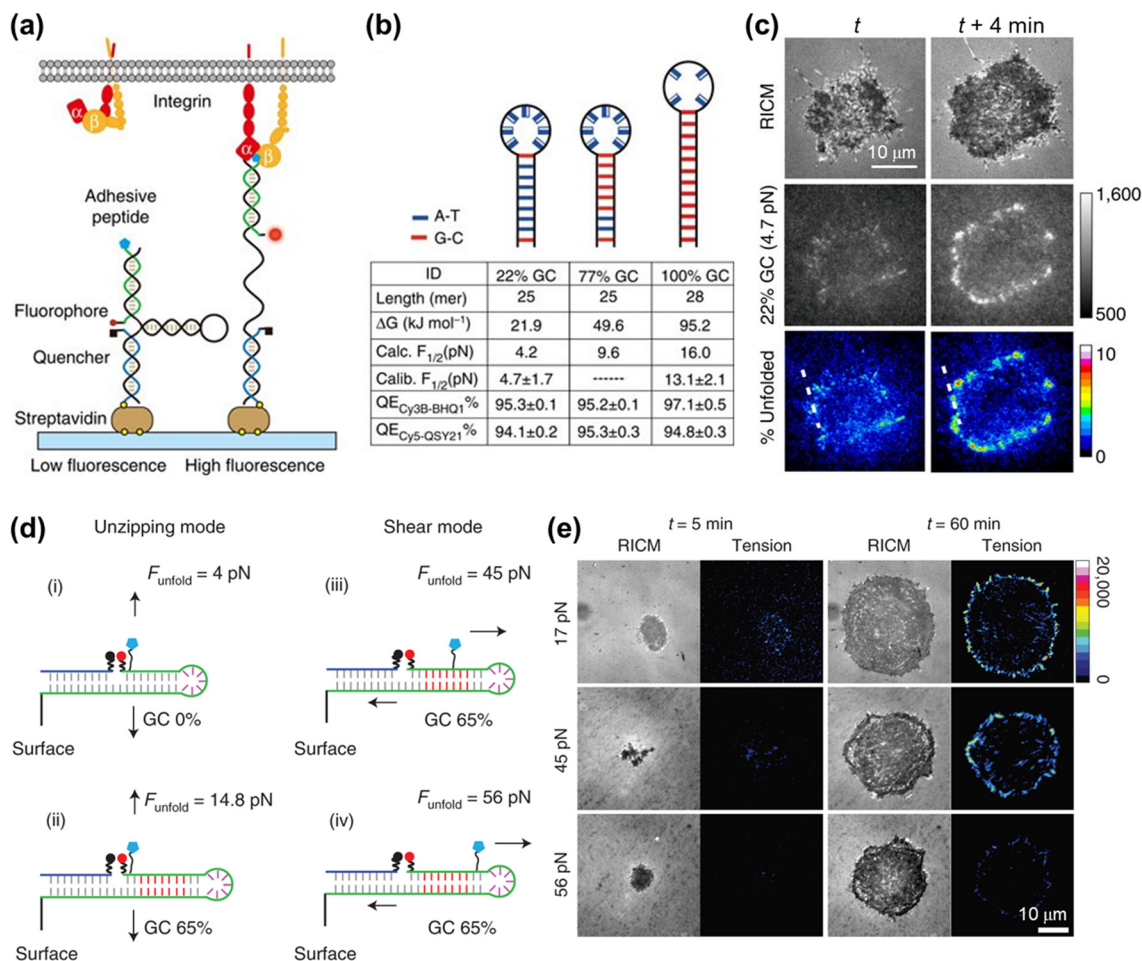 (a)
Integrin
α
β
α
β
Adhesive
peptide
Fluorophore
Quencher
Streptavidin
Low fluorescence High fluorescence
(b)
A-T
G-C
ID 22% GC 77% GC 100% GC
Length (mer) 25 25 28
ΔG (kJ mol⁻¹) 21.9 49.6 95.2
Calc. F1/2(pN) 4.2 9.6 16.0
Calib. F1/2(pN) 4.7±1.7 ------ 13.1±2.1
QECy3B-BHQ1% 95.3±0.1 95.2±0.1 97.1±0.5
QECy5-QSY21% 94.1±0.2 95.3±0.3 94.8±0.3
(c)
t t + 4 min
RICM
10 μm
22% GC (4.7 pN)
1,600
500
% Unfolded
10
0
(d)
Unzipping mode Shear mode
(i)
Funfold = 4 pN
GC 0%
Surface
(iii)
Funfold = 45 pN
GC 65%
Surface
(ii)
Funfold = 14.8 pN
GC 65%
Surface
(iv)
Funfold = 56 pN
GC 65%
Surface
(e)
t = 5 min t = 60 min
RICM Tension RICM Tension
17 pN
20,000
0
45 pN
56 pN
10 μm